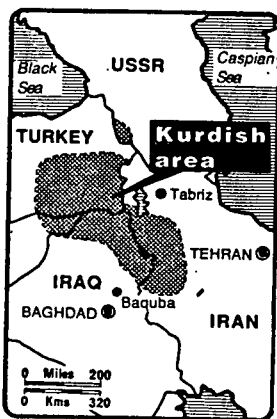 Black
Sea
USSR
Caspian
Sea
TURKEY
Kurdish
area
Tabriz
TEHRAN
IRAQ
Baquba
BAGHDAD
IRAN
0 Miles 200
0 Kms 320